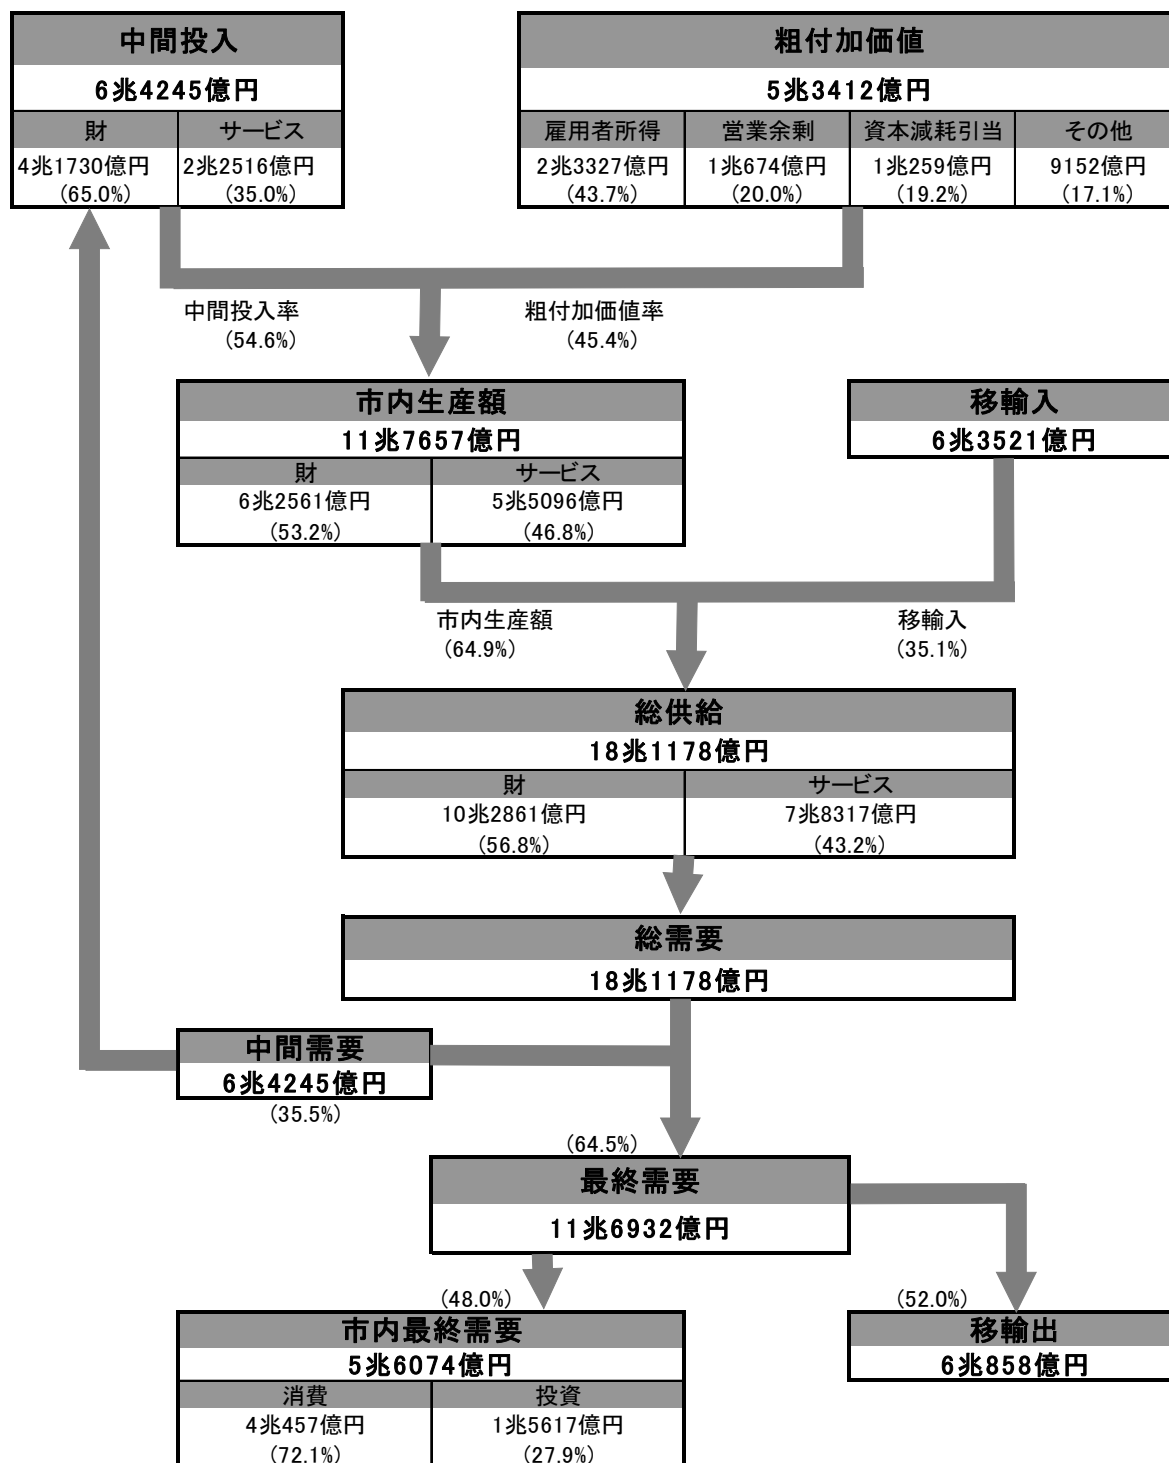 中間投入
6兆4245億円
財 サービス
4兆1730億円 2兆2516億円
(65.0%) (35.0%)
粗付加価値
5兆3412億円
雇用者所得 営業余剰 資本減耗引当 その他
2兆3327億円 1兆674億円 1兆259億円 9152億円
(43.7%) (20.0%) (19.2%) (17.1%)
中間投入率 粗付加価値率
(54.6%) (45.4%)
市内生産額
11兆7657億円
財 サービス
6兆2561億円 5兆5096億円
(53.2%) (46.8%)
移輸入
6兆3521億円
市内生産額 移輸入
(64.9%) (35.1%)
総供給
18兆1178億円
財 サービス
10兆2861億円 7兆8317億円
(56.8%) (43.2%)
総需要
18兆1178億円
中間需要
6兆4245億円
(35.5%)
(64.5%)
最終需要
11兆6932億円
(48.0%) (52.0%)
市内最終需要
5兆6074億円
消費 投資
4兆457億円 1兆5617億円
(72.1%) (27.9%)
移輸出
6兆858億円